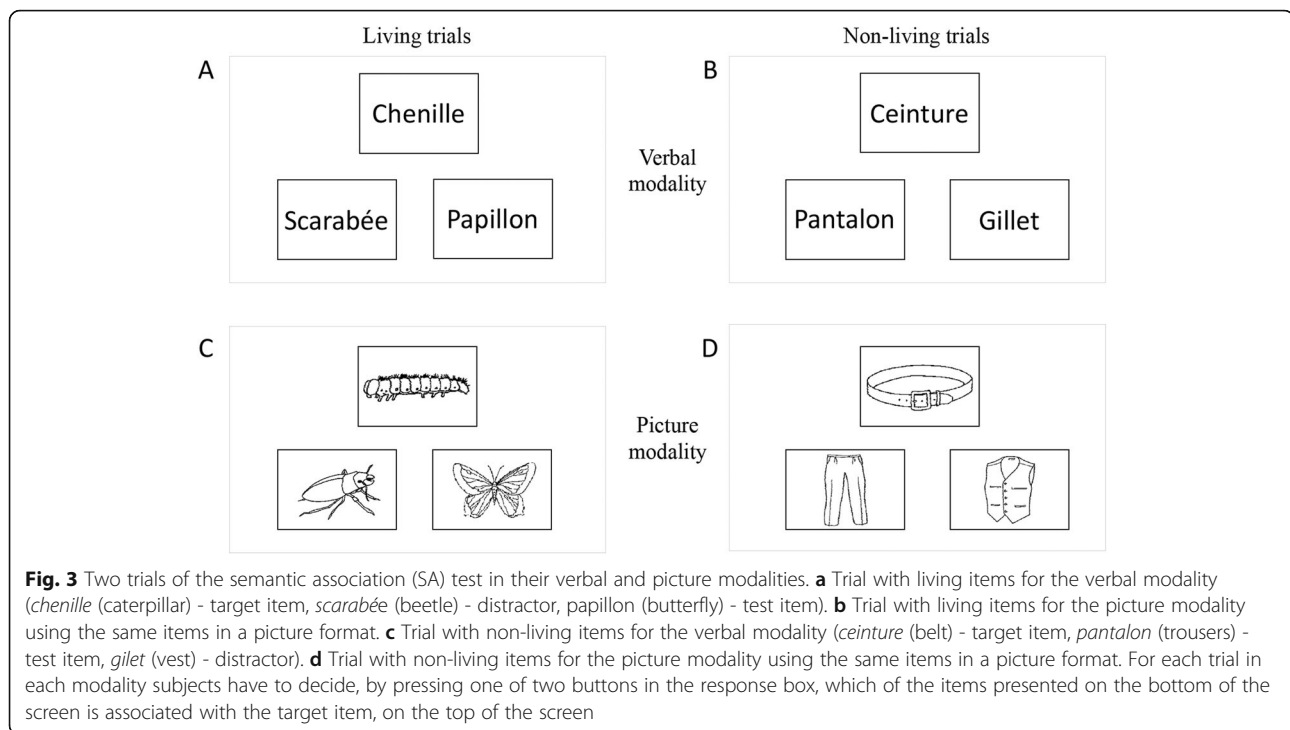 Living trials
Non-living trials
A
Chenille
Scarabée
Papillon
Verbal
modality
B
Ceinture
Pantalon
Gillet
C
Picture
modality
D
Fig. 3 Two trials of the semantic association (SA) test in their verbal and picture modalities. a Trial with living items for the verbal modality
(chenille (caterpillar) - target item, scarabée (beetle) - distractor, papillon (butterfly) - test item). b Trial with living items for the picture modality
using the same items in a picture format. c Trial with non-living items for the verbal modality (ceinture (belt) - target item, pantalon (trousers) -
test item, gilet (vest) - distractor). d Trial with non-living items for the picture modality using the same items in a picture format. For each trial in
each modality subjects have to decide, by pressing one of two buttons in the response box, which of the items presented on the bottom of the
screen is associated with the target item, on the top of the screen